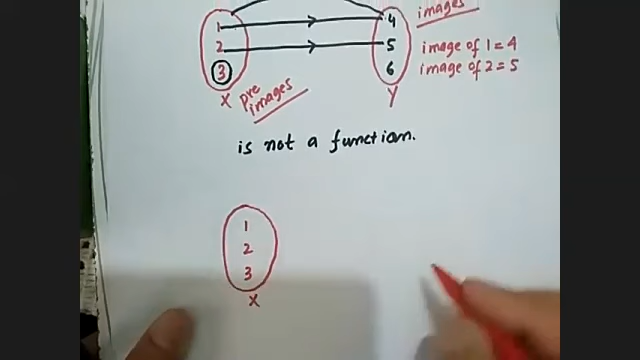 images
1 4
2 5 image of 1 = 4
3 6 image of 2 = 5
X pre images Y
is not a function.
1
2
3
X